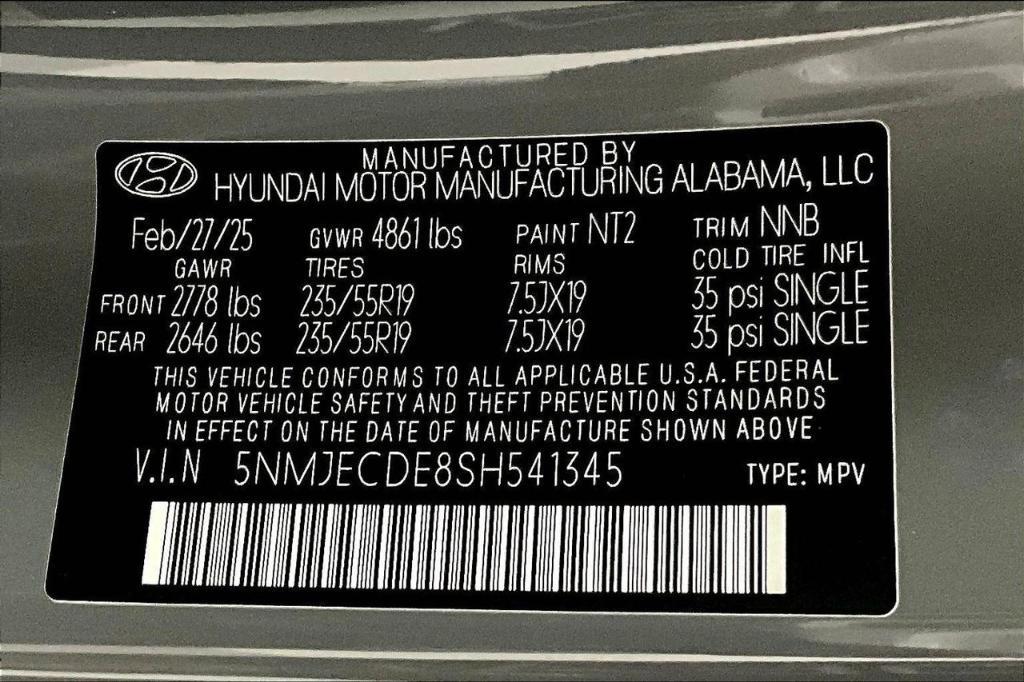 MANUFACTURED BY
HYUNDAI MOTOR MANUFACTURING ALABAMA, LLC
Feb/27/25 GVWR 4861 lbs PAINT NT2 TRIM NNB
GAWR TIRES RIMS COLD TIRE INFL
FRONT 2778 lbs 235/55R19 7.5JX19 35 psi SINGLE
REAR 2646 lbs 235/55R19 7.5JX19 35 psi SINGLE
THIS VEHICLE CONFORMS TO ALL APPLICABLE U.S.A. FEDERAL
MOTOR VEHICLE SAFETY AND THEFT PREVENTION STANDARDS
IN EFFECT ON THE DATE OF MANUFACTURE SHOWN ABOVE
V.I.N 5NMJECDE8SH541345 TYPE: MPV